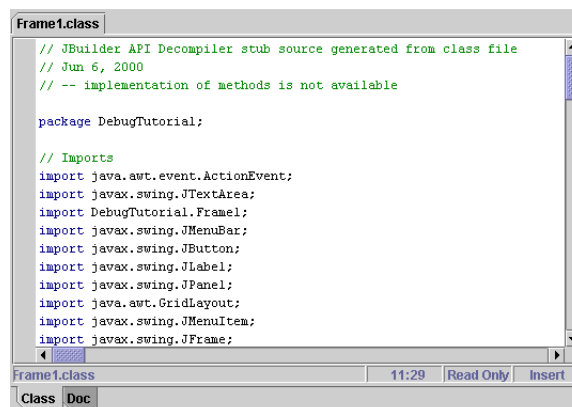 Frame1.class
// JBuilder API Decompiler stub source generated from class file
// Jun 6, 2000
// -- implementation of methods is not available
package DebugTutorial;
// Imports
import java.awt.event.ActionEvent;
import javax.swing.JTextArea;
import DebugTutorial.Frame1;
import javax.swing.JMenuBar;
import javax.swing.JButton;
import javax.swing.JLabel;
import javax.swing.JPanel;
import java.awt.GridLayout;
import javax.swing.JMenuItem;
import javax.swing.JFrame;
Frame1.class 11:29 Read Only Insert
Class Doc